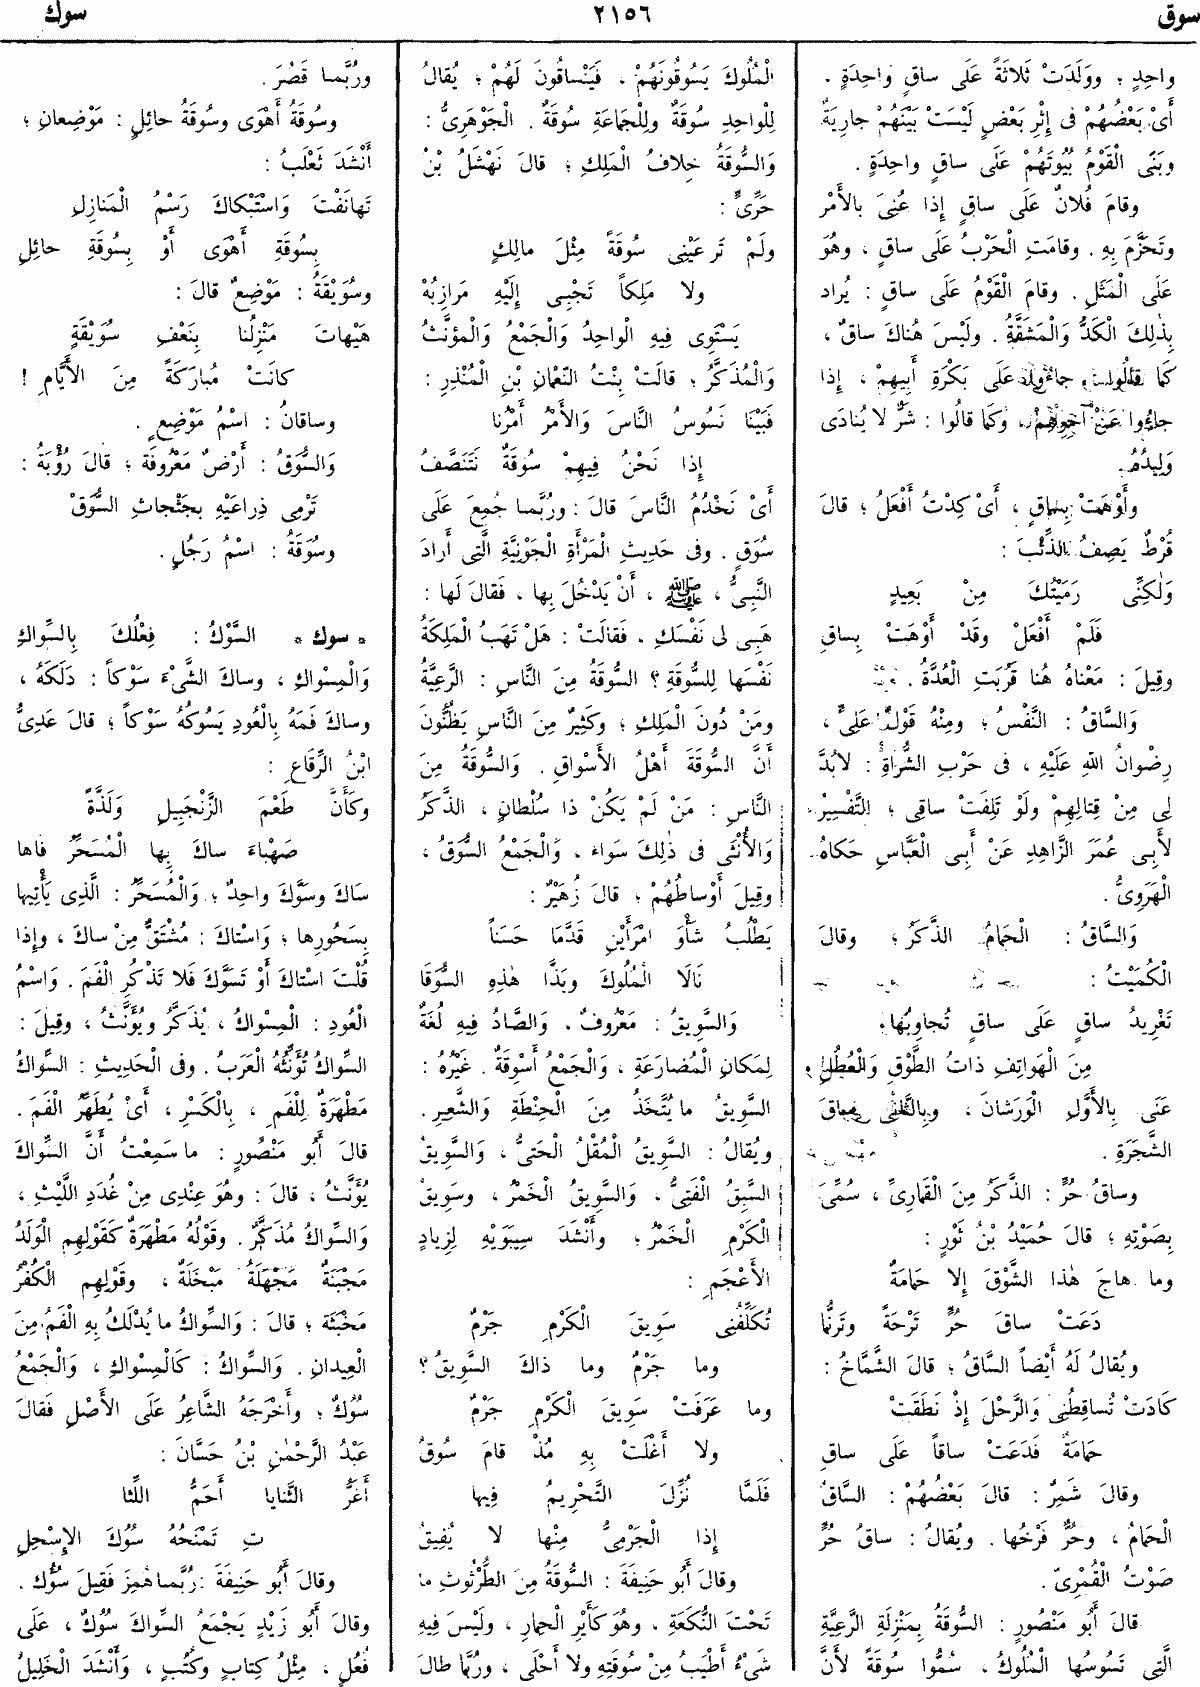 سوق
٢١٥٦
سوك
واحِدٍ ؛ ووَلَدَتْ ثَلاثَةً عَلَى ساقٍ واحِدَةٍ .
أَىْ بَعْضُهُمْ فى إِثْرِ بَعْضٍ لَيْسَتْ بَيْنَهُمْ جارِيَةٌ
وبَنَى الْقَوْمُ بُيُوتَهُمْ عَلَى ساقٍ واحِدَةٍ .
وقامَ فُلانٌ عَلَى ساقٍ إِذا عُنِىَ بالأَمْرِ
وتَحَزَّمَ بِهِ . وقامَتِ الْحَرْبُ عَلَى ساقٍ ، وهُوَ
عَلَى الْمَثَلِ . وقامَ الْقَوْمُ عَلَى ساقٍ : يُرادُ
بِذٰلِكَ الْكَدُّ وَالْمَشَقَّةُ . ولَيْسَ هُناكَ ساقٌ ،
كَما قالُوا : جاءُوا عَلَى بَكْرَةِ أَبِيهِمْ ، إِذا
جاءُوا عَنْ آخِرِهِمْ ، وكَما قالُوا : شَرٌّ لا يُنادَى
وَلِيدُهُ .
وأَوْهَتْ بِساقٍ ، أَىْ كِدْتُ أَفْعَلُ ؛ قالَ
قُرْطٌ يَصِفُ الذِّئْبَ :
وَلٰكِنِّى رَمَيْتُكَ مِنْ بَعِيدٍ
فَلَمْ أَفْعَلْ وقَدْ أَوْهَتْ بِساقِ
وقِيلَ : مَعْناهُ هُنا قَرُبَتِ الْعُدَّةُ .
وَالسَّاقُ : النَّفْسُ ؛ ومِنْهُ قَوْلُ عَلِىٍّ ،
رِضْوانُ اللهِ عَلَيْهِ ، فى حَرْبِ الشُّراةِ : لابُدَّ
لِى مِنْ قِتالِهِمْ ولَوْ تَلِفَتْ ساقِى ؛ التَّفْسِيرُ
لأَبِى عُمَرَ الزَّاهِدِ عَنْ أَبِى الْعَبَّاسِ حَكاهُ
الْهَرَوِىُّ .
وَالسَّاقُ : الْحَمامُ الذَّكَرُ ؛ وقالَ
الْكُمَيْتُ :
تَغْرِيدُ ساقٍ عَلَى ساقٍ تُجاوِبُها
مِنَ الْهَواتِفِ ذاتُ الطَّوْقِ وَالْعُطُلِ
عَنَى بِالأَوَّلِ الْوَرَشانَ ، وبِالثَّانِى ساقَ
الشَّجَرَةِ .
وساقُ حُرٍّ : الذَّكَرُ مِنَ الْقَمارِىِّ ، سُمِّىَ
بِصَوْتِهِ ؛ قالَ حُمَيْدُ بْنُ ثَوْرٍ :
وما هاجَ هٰذا الشَّوْقَ إِلا حَمامَةٌ
دَعَتْ ساقَ حُرٍّ تَرْحَةً وتَرَنُّما
ويُقالُ لَهُ أَيْضاً السَّاقُ ؛ قالَ الشَّمَّاخُ :
كَادَتْ تُساقِطُنِى وَالرَّحْلَ إِذْ نَطَقَتْ
حَمامَةٌ فَدَعَتْ ساقاً عَلَى ساقِ
وقالَ شَمِرٌ : قالَ بَعْضُهُمْ : السَّاقُ
الْحَمامُ ، وحُرٌّ فَرْخُها . ويُقالُ : ساقُ حُرٍّ
صَوْتُ الْقُمْرِىّ .
قالَ أَبُو مَنْصُورٍ : السُّوقَةُ بِمَنْزِلَةِ الرَّعِيَّةِ
الَّتِى تَسُوسُها الْمُلُوكُ ، سُمُّوا سُوقَةً لأَنَّ
الْمُلُوكَ يَسُوقُونَهُمْ ، فَيَنْساقُونَ لَهُمْ ؛ يُقالُ
لِلْواحِدِ سُوقَةٌ ولِلْجَماعَةِ سُوقَةٌ . الْجَوْهَرِىُّ :
وَالسُّوقَةُ خِلافُ الْمَلِكِ ؛ قالَ نَهْشَلُ بْنُ
حَرِّىٍّ :
ولَمْ تَرَ عَيْنِى سُوقَةً مِثْلَ مالِكٍ
ولا مَلِكاً تَجْبِى إِلَيْهِ مَرازِبُهْ
يَسْتَوِى فِيهِ الْواحِدُ وَالْجَمْعُ وَالْمؤنَّثُ
وَالْمُذَكَّرُ ؛ قالَتْ بِنْتُ النّعْمانِ بْنِ الْمُنْذِرِ :
فَبَيْنَا نَسُوسُ النَّاسَ وَالأَمْرُ أَمْرُنا
إِذا نَحْنُ فِيهِمْ سُوقَةٌ نَتَنَصَّفُ
أَىْ نَخْدُمُ النَّاسَ قالَ : ورُبَّما جُمِعَ عَلَى
سُوَقٍ . وفى حَدِيثِ الْمَرْأَةِ الْجَوْنِيَّةِ الَّتِى أَرادَ
النَّبِىُّ ، ﷺ ، أَنْ يَدْخُلَ بِها ، فَقالَ لَها :
هَبِى لِى نَفْسَكِ ، فَقالَتْ : هَلْ تَهَبُ الْمَلِكَةُ
نَفْسَها لِلسُّوقَةِ ؟ السُّوقَةُ مِنَ النَّاسِ : الرَّعِيَّةُ
ومَنْ دُونَ الْمَلِكِ ؛ وكَثِيرٌ مِنَ النَّاسِ يَظُنُّونَ
أَنَّ السُّوقَةَ أَهْلُ الأَسْواقِ . وَالسُّوقَةُ مِنَ
النَّاسِ : مَنْ لَمْ يَكُنْ ذا سُلْطانٍ ، الذَّكَرُ
وَالأُنْثَى فى ذٰلِكَ سَواء ، وَالْجَمْعُ السُّوَقُ ،
وقِيلَ أَوْساطُهُمْ ؛ قالَ زُهَيْرٌ :
يَطْلُبُ شَأْوَ امْرَأَيْنِ قَدَّمَا حَسَناً
نَالَا الْمُلُوكَ وبَذَّا هٰذِهِ السُّوَقَا
وَالسَّوِيقُ : مَعْرُوفٌ . وَالصَّادُ فِيهِ لُغَةٌ
لِمَكانِ الْمُضارَعَةِ ، وَالْجَمْعُ أَسْوِقَةٌ . غَيْرُهُ :
السَّوِيقُ ما يُتَّخَذُ مِنَ الْحِنْطَةِ وَالشَّعِيرِ .
ويُقالُ : السَّوِيقُ الْمُقْلُ الْحَتِىُّ ، وَالسَّوِيقُ
السَّبِقُ الْفَتِىُّ ، وَالسَّوِيقُ الْخَمْرُ ، وسَوِيقُ
الْكَرْمِ الْخَمْرُ ؛ وأَنْشَدَ سِيبَوَيْهِ لِزِيادٍ
الأَعْجَمِ :
تُكَلِّفُنِى سَوِيقَ الْكَرْمِ جَرْمٌ
وما جَرْمٌ وما ذاكَ السَّوِيقُ ؟
وما عَرَفَتْ سَوِيقَ الْكَرْمِ جَرْمٌ
ولا أَغْلَتْ بِهِ مُذْ قامَ سُوقُ
فَلَمَّا نُزِّلَ التَّحْرِيمُ فِيها
إِذا الْجَرْمِىُّ مِنْها لا يُفِيقُ
وقالَ أَبُو حَنِيفَةَ : السُّوقَةُ مِنَ الطُّرْثُوثِ ما
تَحْتَ النُّكَعَةِ ، وهُوَ كَأَيْرِ الْحِمارِ ، ولَيْسَ فِيهِ
شَىْءٌ أَطْيَبُ مِنْ سُوقَتِهِ ولا أَحْلَى ، ورُبَّما طالَ
ورُبَّما قَصُرَ .
وسُوقَةُ أَهْوَى وسُوقَةُ حائِلٍ : مَوْضِعانِ ؛
أَنْشَدَ ثَعْلَبٌ :
تَهانَفْتَ وَاسْتَبْكاكَ رَسْمُ الْمَنازِلِ
بِسُوقَةِ أَهْوَى أَوْ بِسُوقَةِ حائِلِ
وسُوَيْقَةُ : مَوْضِعٌ قالَ :
هَيْهاتَ مَنْزِلُنا بِنَعْفِ سُوَيْقَةٍ
كانَتْ مُبارَكَةً مِنَ الأَيَّامِ !
وساقانُ : اسْمُ مَوْضِعٍ .
وَالسُّوَقُ : أَرْضٌ مَعْرُوفَة ؛ قالَ رُؤْبَةُ :
تَرْمِى ذِراعَيْهِ بِجَثْجاثِ السُّوَقْ
وسُوَقَةُ : اسْمُ رَجُلٍ .
* سوك * السَّوْكُ : فِعْلُكَ بِالسِّواكِ
وَالْمِسْواكِ ، وساكَ الشَّىْءَ سَوْكاً : دَلَكَهُ ،
وساكَ فَمَهُ بِالْعُودِ يَسُوكُهُ سَوْكاً ؛ قالَ عَدِىُّ
ابْنُ الرِّقاعِ :
وكَأَنَّ طَعْمَ الزَّنْجَبِيلِ وَلَذَّةً
صَهْباءَ ساكَ بِها الْمُسَحِّرُ فاها
سَاكَ وسَوَّكَ واحِدٌ ، وَالْمُسَحِّرُ : الَّذِى يَأْتِيها
بِسَحُورِها ؛ وَاسْتاكَ : مُشْتَقٌّ مِنْ ساكَ ، وإِذا
قُلْتَ اسْتاكَ أَوْ تَسَوَّكَ فَلا تَذْكُرِ الْفَمَ . وَاسْمُ
الْعُودِ : الْمِسْواكُ ، يُذَكَّرُ ويُؤَنَّثُ ، وقِيلَ :
السِّواكُ تُؤَنِّثُهُ الْعَرَبُ . وفى الْحَدِيثِ : السِّواكُ
مَطْهَرَةٌ لِلْفَمِ ، بِالْكَسْرِ ، أَىْ يُطَهِّرُ الْفَمَ .
قالَ أَبُو مَنْصُورٍ : ما سَمِعْتُ أَنَّ السِّواكَ
يُؤَنَّثُ ، قالَ : وهُوَ عِنْدِى مِنْ غُدَدِ اللَّيْثِ ،
وَالسِّواكُ مُذَكَّرٌ . وقَوْلُهُ مَطْهَرَةٌ كَقَوْلِهِم الْوَلَدُ
مَجْبَنَةٌ مَجْهَلَةٌ مَبْخَلَةٌ ، وقَوْلِهِم الْكُفْرُ
مَخْبَثَة ؛ قالَ : وَالسِّواكُ ما يُدْلَكُ بِهِ الْفَمُ مِنَ
الْعِيدانِ . وَالسِّواكُ : كَالْمِسْواكِ ، وَالْجَمْعُ
سُوُكٌ ؛ وأَخْرَجَهُ الشَّاعِرُ عَلَى الأَصْلِ فَقالَ
عَبْدُ الرَّحْمٰنِ بْنُ حَسَّانَ :
أَغَرُّ الثَّنايا أَحَمُّ اللِّثا
تِ تَمْنَحُهُ سُوُكَ الإِسْحِلِ
وقالَ أَبُو حَنِيفَةَ : رُبَّما هُمِزَ فَقِيلَ سُؤُك .
وقالَ أَبُو زَيْدٍ يَجْمَعُ السِّواكَ سُوُكٌ ، عَلَى
فُعُلٍ ، مِثْلُ كِتابٍ وكُتُبٍ ، وَأَنْشَدَ الْخَلِيلُ